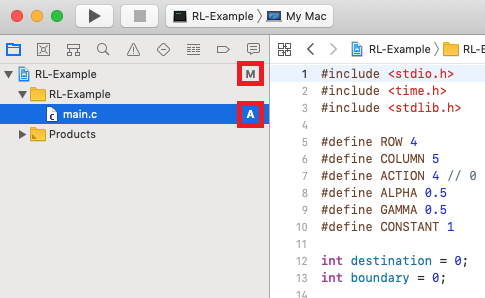 RL-Example My Mac
RL-Example M
RL-Example
main.c A
Products
RL-Example RL-E
1 #include <stdio.h>
2 #include <time.h>
3 #include <stdlib.h>
4
5 #define ROW 4
6 #define COLUMN 5
7 #define ACTION 4 // 0
8 #define ALPHA 0.5
9 #define GAMMA 0.5
10 #define CONSTANT 1
11
12 int destination = 0;
13 int boundary = 0;
14